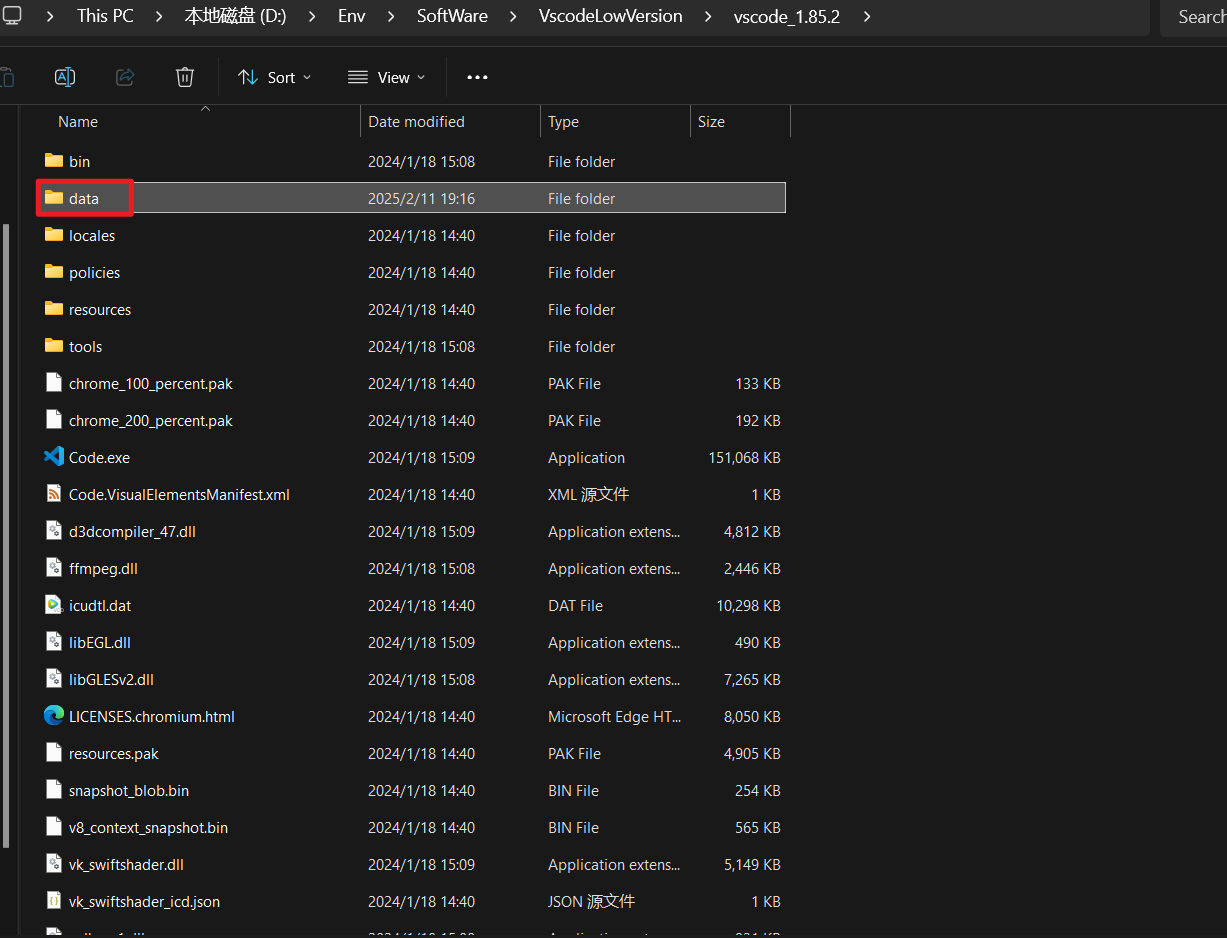 This PC > 本地磁盘 (D:) > Env > SoftWare > VscodeLowVersion > vscode_1.85.2 > Search
Sort View
Name Date modified Type Size
bin 2024/1/18 15:08 File folder
data 2025/2/11 19:16 File folder
locales 2024/1/18 14:40 File folder
policies 2024/1/18 14:40 File folder
resources 2024/1/18 14:40 File folder
tools 2024/1/18 15:08 File folder
chrome_100_percent.pak 2024/1/18 14:40 PAK File 133 KB
chrome_200_percent.pak 2024/1/18 14:40 PAK File 192 KB
Code.exe 2024/1/18 15:09 Application 151,068 KB
Code.VisualElementsManifest.xml 2024/1/18 14:40 XML 源文件 1 KB
d3dcompiler_47.dll 2024/1/18 15:09 Application extens... 4,812 KB
ffmpeg.dll 2024/1/18 15:08 Application extens... 2,446 KB
icudtl.dat 2024/1/18 14:40 DAT File 10,298 KB
libEGL.dll 2024/1/18 15:09 Application extens... 490 KB
libGLESv2.dll 2024/1/18 15:08 Application extens... 7,265 KB
LICENSES.chromium.html 2024/1/18 14:40 Microsoft Edge HT... 8,050 KB
resources.pak 2024/1/18 14:40 PAK File 4,905 KB
snapshot_blob.bin 2024/1/18 14:40 BIN File 254 KB
v8_context_snapshot.bin 2024/1/18 14:40 BIN File 565 KB
vk_swiftshader.dll 2024/1/18 15:09 Application extens... 5,149 KB
vk_swiftshader_icd.json 2024/1/18 14:40 JSON 源文件 1 KB